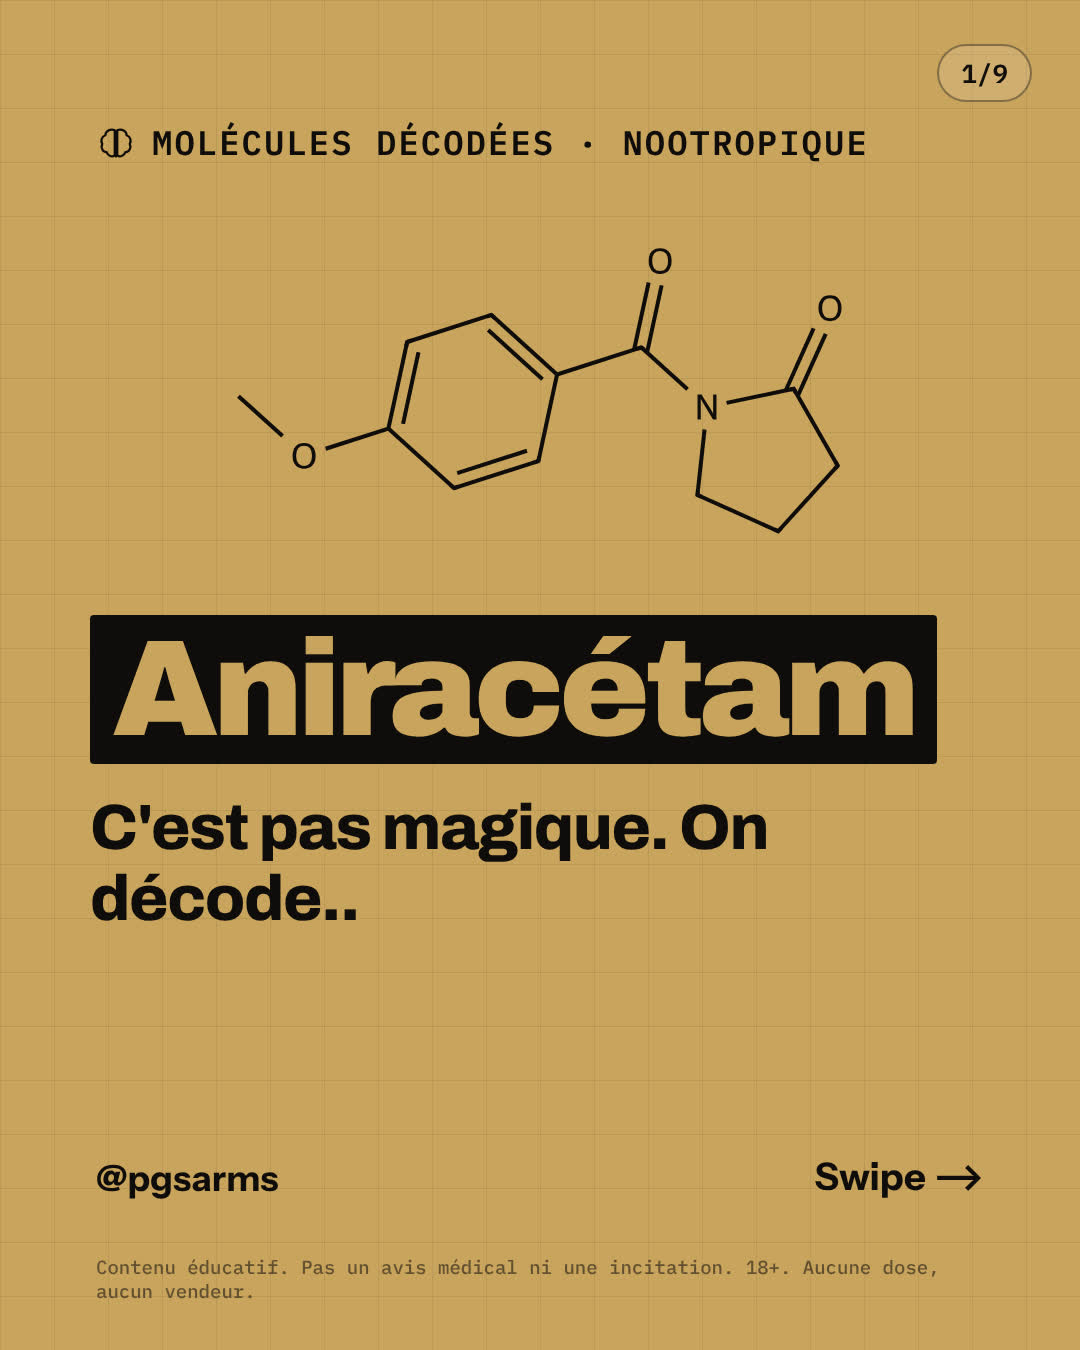 1/9
MOLÉCULES DÉCODÉES · NOOTROPIQUE
O
O
N
O
Aniracétam
C'est pas magique. On
décode..
@pgsarms
Swipe →
Contenu éducatif. Pas un avis médical ni une incitation. 18+. Aucune dose,
aucun vendeur.